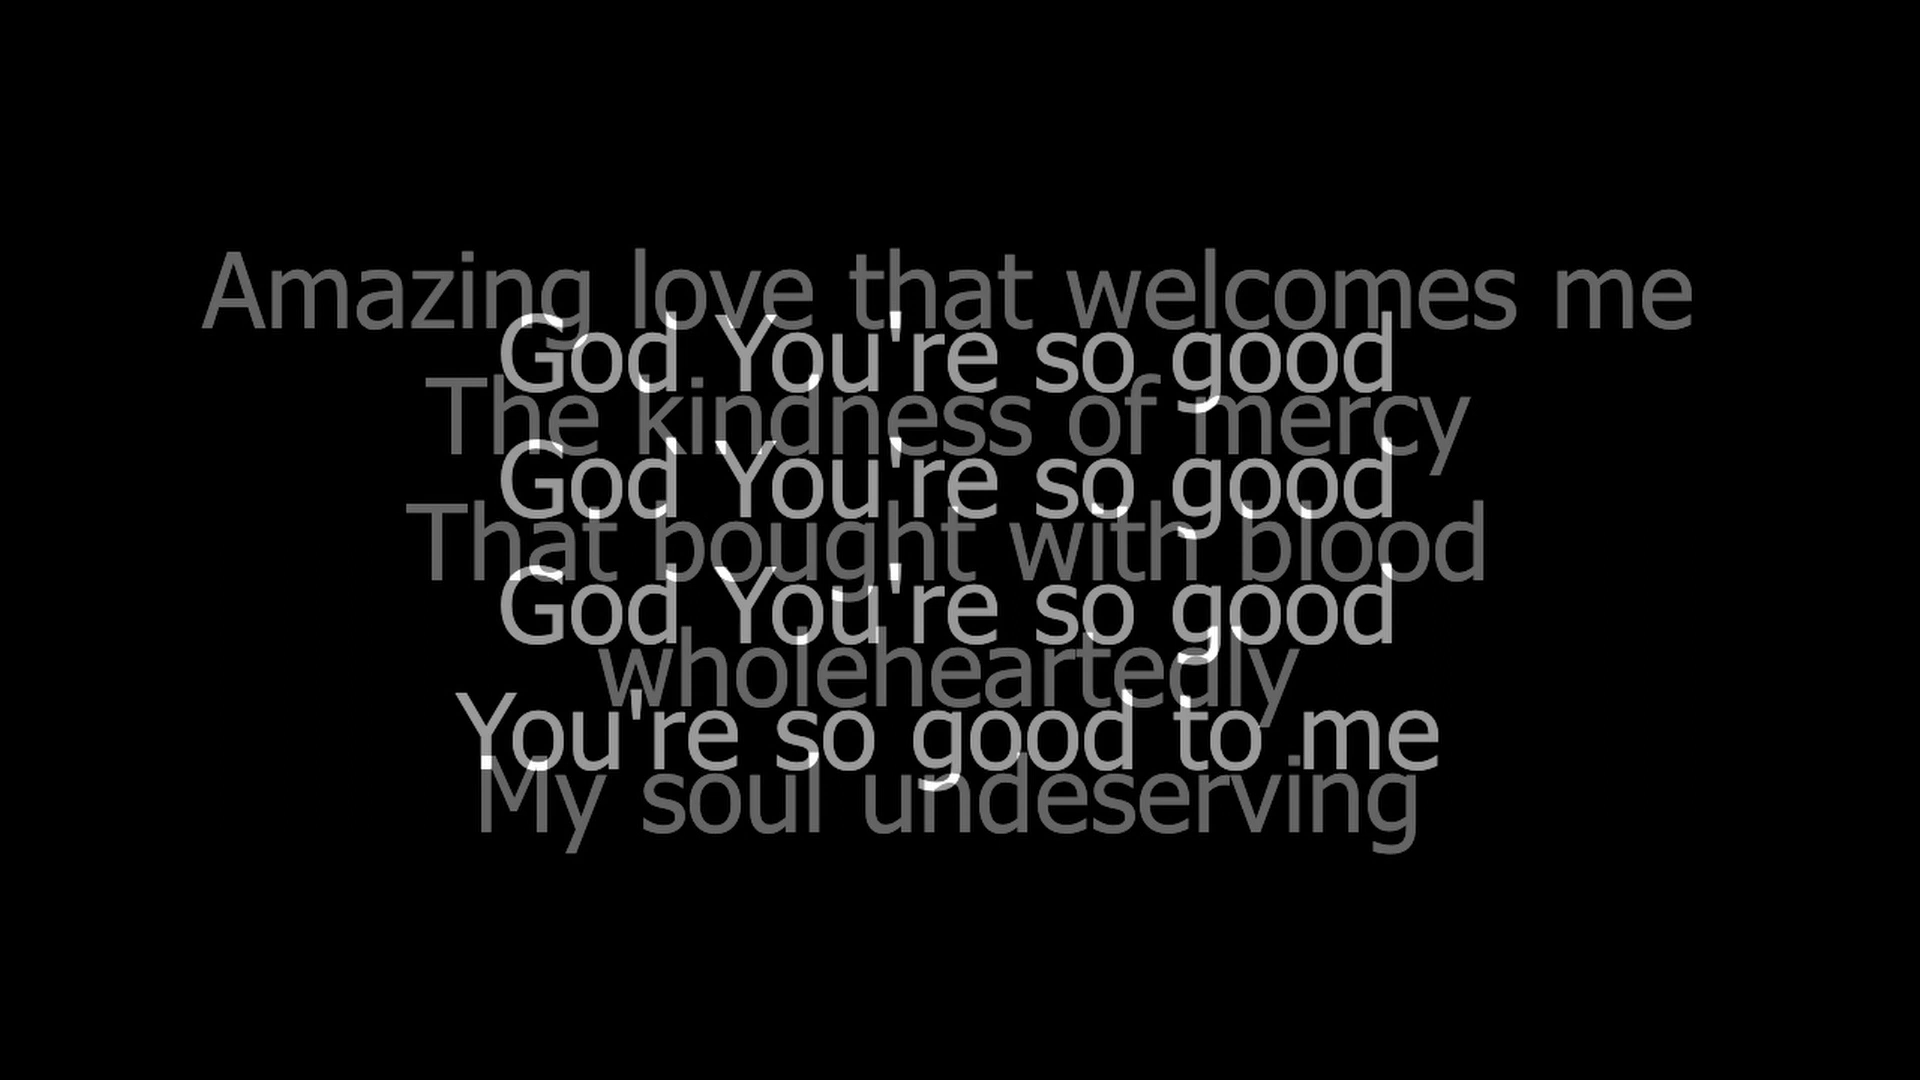 Amazing love that welcomes me
God You're so good
The kindness of mercy
God You're so good
That bought with blood
God You're so good
wholeheartedly
You're so good to me
My soul undeserving